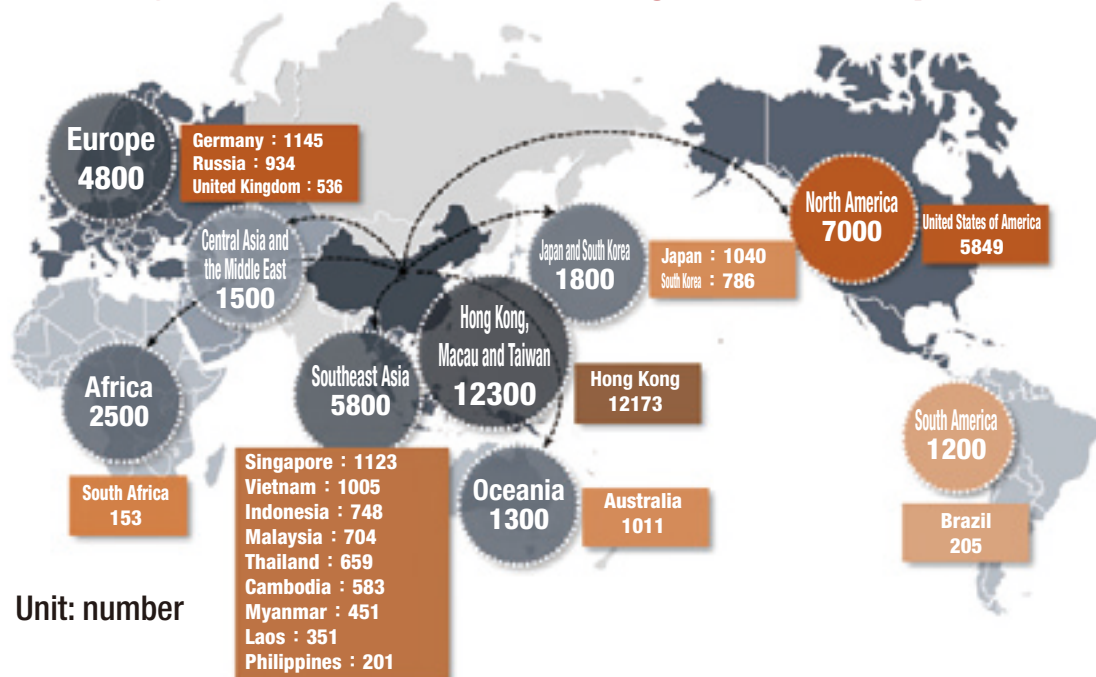 Europe
4800
Germany：1145
Russia：934
United Kingdom：536
Central Asia and
the Middle East
1500
Japan and South Korea
1800
Japan：1040
South Korea：786
North America
7000
United States of America
5849
Africa
2500
South Africa
153
Southeast Asia
5800
Hong Kong,
Macau and Taiwan
12300
Hong Kong
12173
Singapore：1123
Vietnam：1005
Indonesia：748
Malaysia：704
Thailand：659
Cambodia：583
Myanmar：451
Laos：351
Philippines：201
Oceania
1300
Australia
1011
South America
1200
Brazil
205
Unit: number